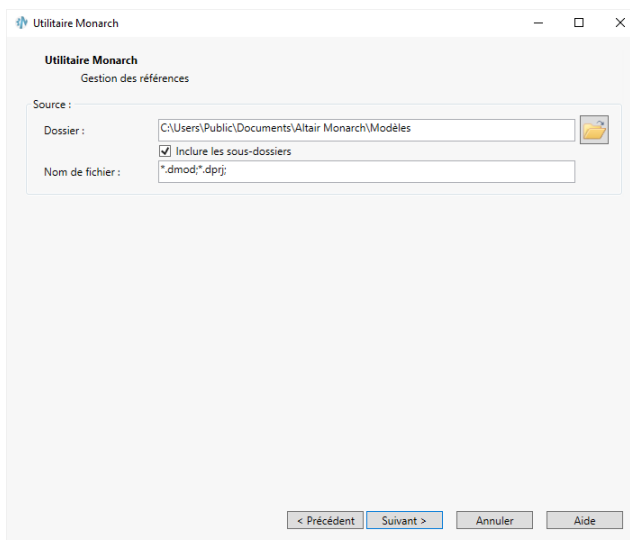 Utilitaire Monarch
Utilitaire Monarch
Gestion des références
Source :
Dossier :
C:\Users\Public\Documents\Altair Monarch\Modèles
Inclure les sous-dossiers
Nom de fichier :
*.dmod;*.dprj;
< Précédent
Suivant >
Annuler
Aide